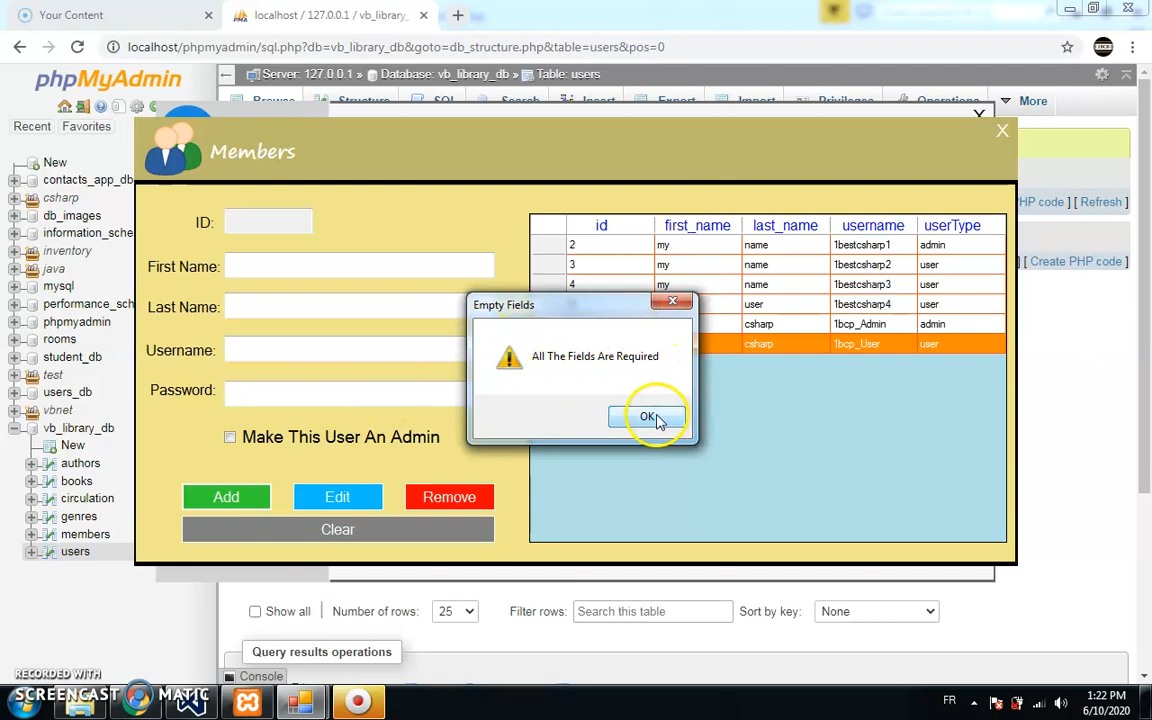 Your Content
localhost / 127.0.0.1 / vb_library_
localhost/phpmyadmin/sql.php?db=vb_library_db&goto=db_structure.php&table=users&pos=0
phpMyAdmin
Server: 127.0.0.1 » Database: vb_library_db » Table: users
Browse Structure SQL Search Insert Export Import Privileges Operations More
Recent Favorites
New
contacts_app_db
csharp
db_images
information_sche
inventory
java
mysql
performance_sch
phpmyadmin
rooms
student_db
test
users_db
vbnet
vb_library_db
New
authors
books
circulation
genres
members
users
Members
X
ID:
First Name:
Last Name:
Username:
Password:
Make This User An Admin
Add Edit Remove
Clear
id first_name last_name username userType
2 my name 1bestcsharp1 admin
3 my name 1bestcsharp2 user
4 my name 1bestcsharp3 user
user 1bestcsharp4 user
csharp 1bcp_Admin admin
csharp 1bcp_User user
Empty Fields
All The Fields Are Required
OK
PHP code ] [ Refresh ]
] [ Create PHP code ]
Show all Number of rows: 25 Filter rows: Search this table Sort by key: None
Query results operations
Console
RECORDED WITH
SCREENCAST MATIC
FR
1:22 PM
6/10/2020